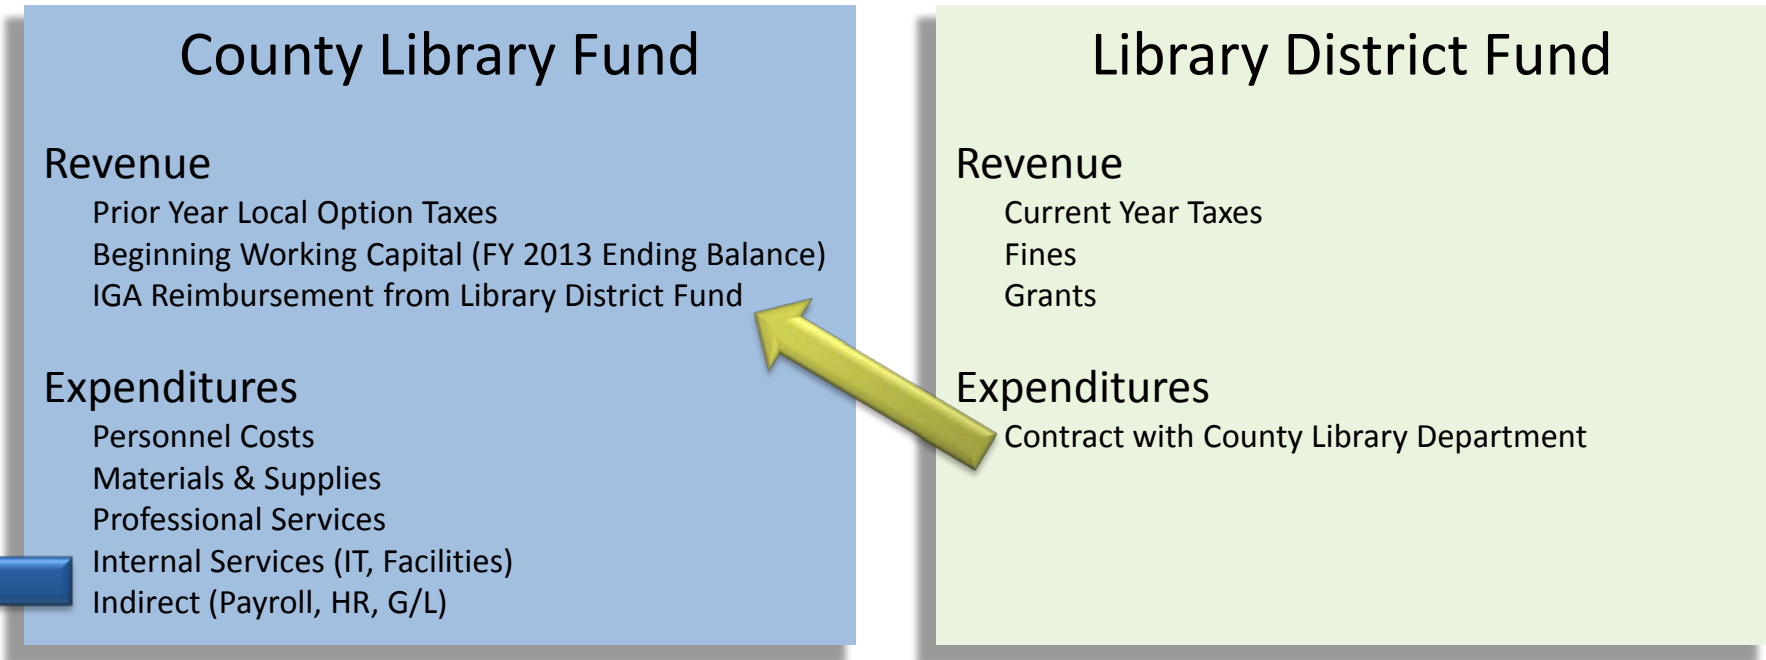 County Library Fund
Revenue
Prior Year Local Option Taxes
Beginning Working Capital (FY 2013 Ending Balance)
IGA Reimbursement from Library District Fund
Expenditures
Personnel Costs
Materials & Supplies
Professional Services
Internal Services (IT, Facilities)
Indirect (Payroll, HR, G/L)
Library District Fund
Revenue
Current Year Taxes
Fines
Grants
Expenditures
Contract with County Library Department